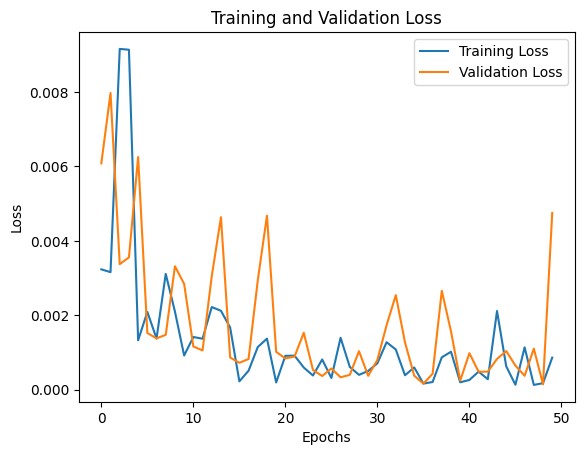 Training and Validation Loss
Training Loss
Validation Loss
Loss
0.008
0.006
0.004
0.002
0.000
0 10 20 30 40 50
Epochs